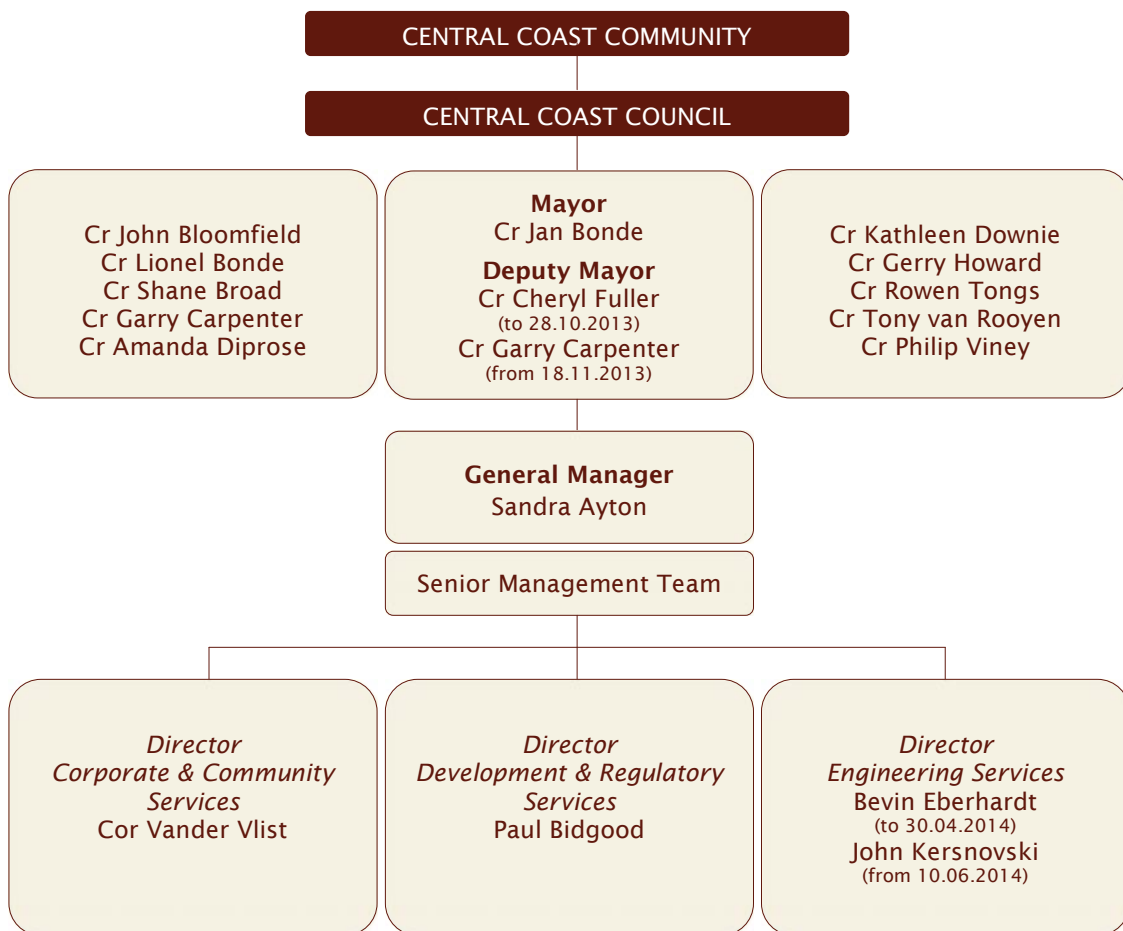 CENTRAL COAST COMMUNITY
CENTRAL COAST COUNCIL
Cr John Bloomfield
Cr Lionel Bonde
Cr Shane Broad
Cr Garry Carpenter
Cr Amanda Diprose
Mayor
Cr Jan Bonde
Deputy Mayor
Cr Cheryl Fuller
(to 28.10.2013)
Cr Garry Carpenter
(from 18.11.2013)
Cr Kathleen Downie
Cr Gerry Howard
Cr Rowen Tongs
Cr Tony van Rooyen
Cr Philip Viney
General Manager
Sandra Ayton
Senior Management Team
Director
Corporate & Community
Services
Cor Vander Vlist
Director
Development & Regulatory
Services
Paul Bidgood
Director
Engineering Services
Bevin Eberhardt
(to 30.04.2014)
John Kersnovski
(from 10.06.2014)